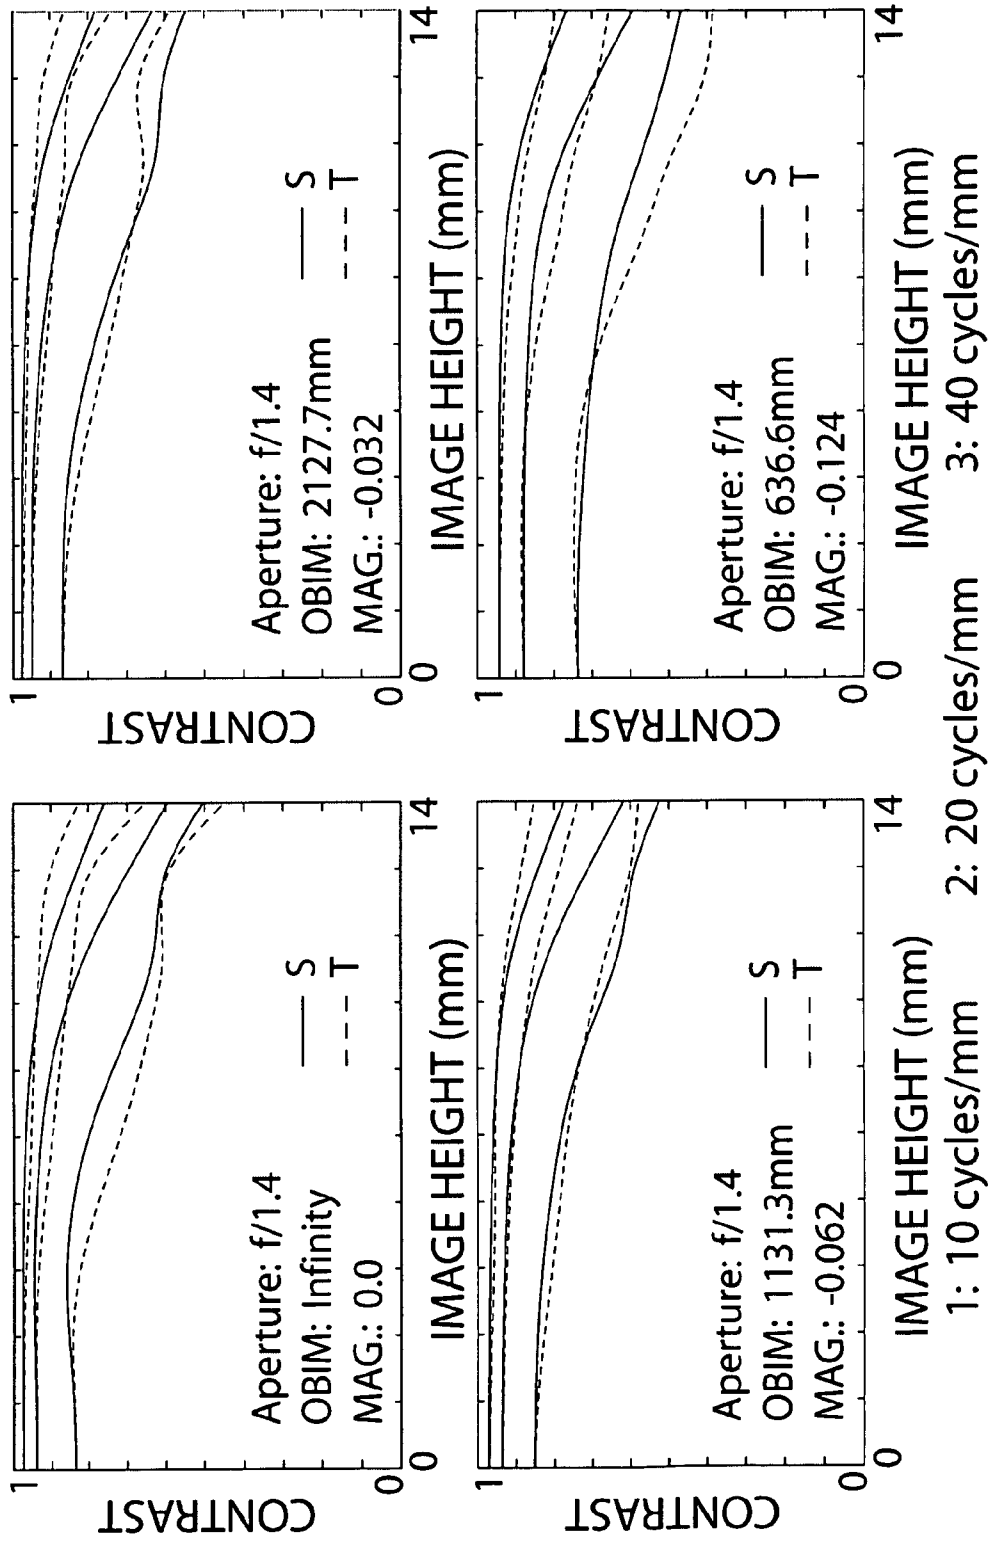 CONTRAST
1
0
Aperture: f/1.4
OBIM: Infinity
MAG.: 0.0
S
T
0
14
IMAGE HEIGHT (mm)
CONTRAST
1
0
Aperture: f/1.4
OBIM: 2127.7mm
MAG.: -0.032
S
T
0
14
IMAGE HEIGHT (mm)
CONTRAST
1
0
Aperture: f/1.4
OBIM: 1131.3mm
MAG.: -0.062
S
T
0
14
IMAGE HEIGHT (mm)
CONTRAST
1
0
Aperture: f/1.4
OBIM: 636.6mm
MAG.: -0.124
S
T
0
14
IMAGE HEIGHT (mm)
1: 10 cycles/mm 2: 20 cycles/mm 3: 40 cycles/mm